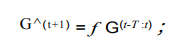 G^(t+1) = f G(t-T:t) ;